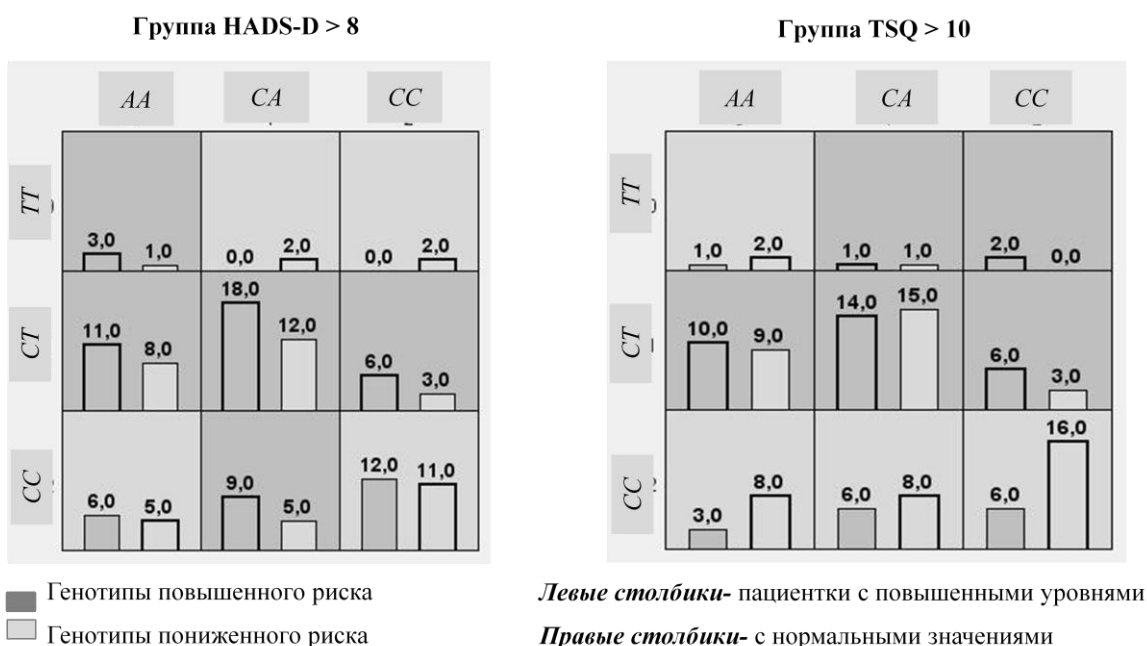 Группа HADS-D > 8
AA CA CC
TT
3,0 1,0 0,0 2,0 0,0 2,0
CT
11,0 8,0 18,0 12,0 6,0 3,0
CC
6,0 5,0 9,0 5,0 12,0 11,0
Группа TSQ > 10
AA CA CC
TT
1,0 2,0 1,0 1,0 2,0 0,0
CT
10,0 9,0 14,0 15,0 6,0 3,0
CC
3,0 8,0 6,0 8,0 6,0 16,0
Генотипы повышенного риска
Генотипы пониженного риска
Левые столбики- пациентки с повышенными уровнями
Правые столбики- с нормальными значениями